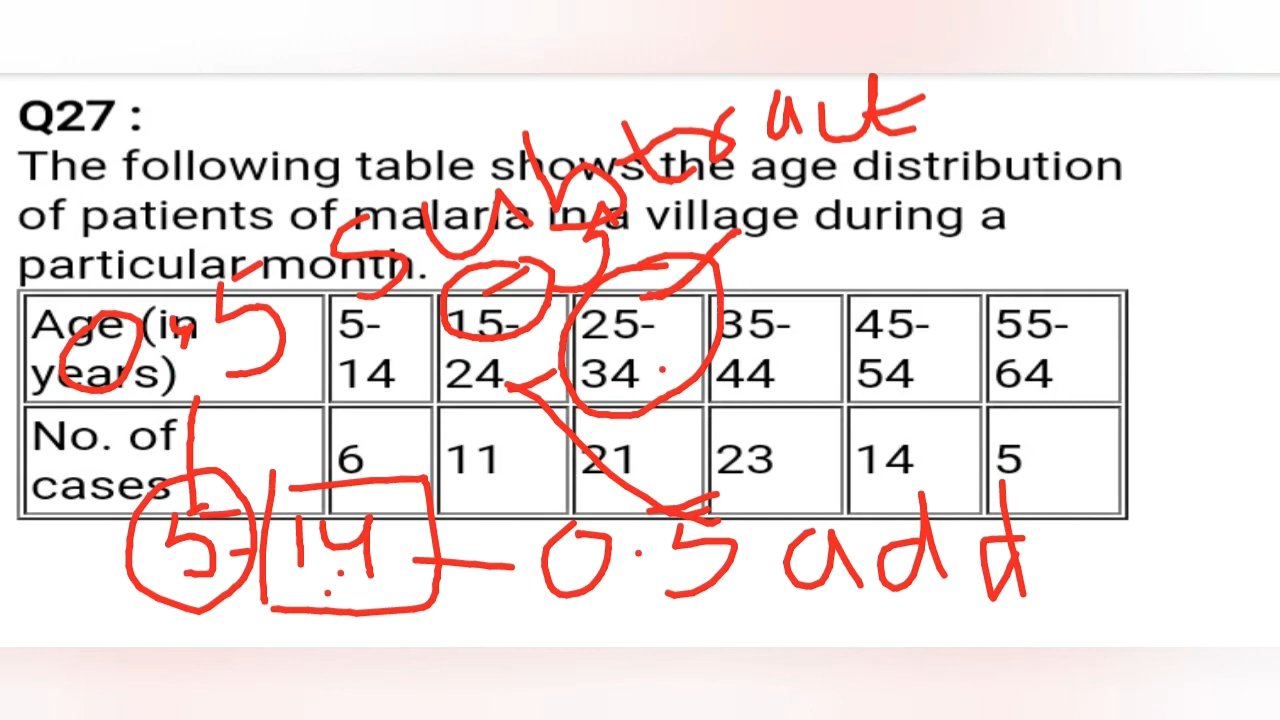 Q27 :
The following table shows the age distribution
of patients of malaria in a village during a
particular month.
subtract
0.5
Age (in years) 5-14 15-24 25-34 35-44 45-54 55-64
No. of cases 6 11 21 23 14 5
5-14 0.5 add